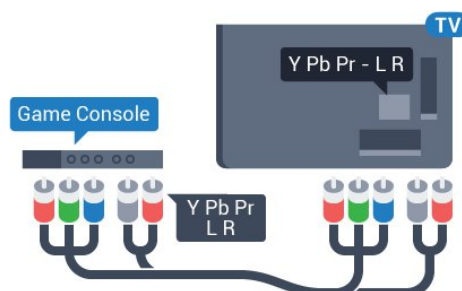 TV
Y Pb Pr - L R
Game Console
Y Pb Pr
L R